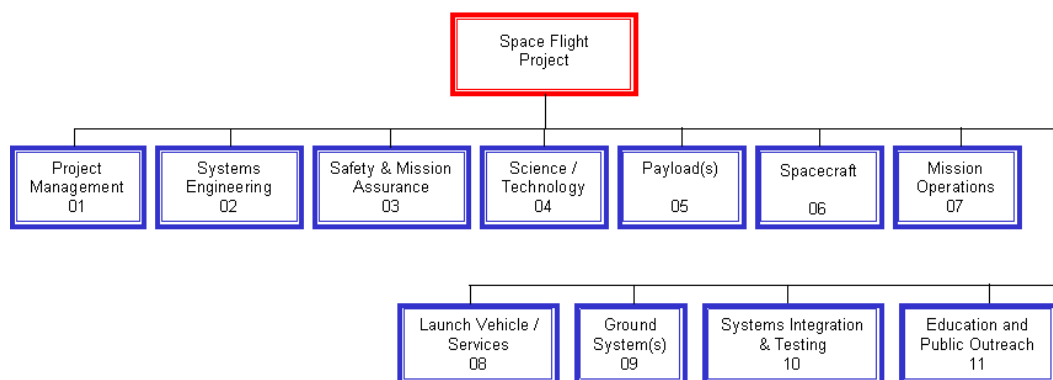 Space Flight
Project
Project
Management
01
Systems
Engineering
02
Safety & Mission
Assurance
03
Science /
Technology
04
Payload(s)
05
Spacecraft
06
Mission
Operations
07
Launch Vehicle /
Services
08
Ground
System(s)
09
Systems Integration
& Testing
10
Education and
Public Outreach
11